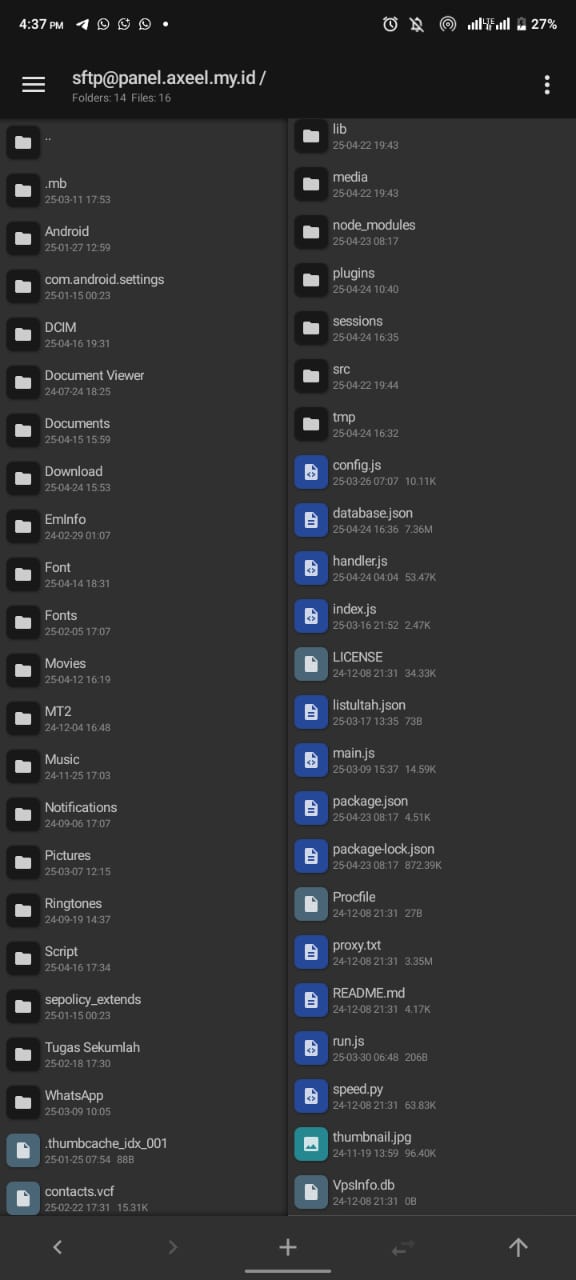 4:37 PM
LTE
27%
sftp@panel.axeel.my.id /
Folders: 14 Files: 16
..
.mb
25-03-11 17:53
Android
25-01-27 12:59
com.android.settings
25-01-15 00:23
DCIM
25-04-16 19:31
Document Viewer
24-07-24 18:25
Documents
25-04-15 15:59
Download
25-04-24 15:53
EmInfo
24-02-29 01:07
Font
25-04-14 18:31
Fonts
25-02-05 17:07
Movies
25-04-12 16:19
MT2
24-12-04 16:48
Music
24-11-25 17:03
Notifications
24-09-06 17:07
Pictures
25-03-07 12:15
Ringtones
24-09-19 14:37
Script
25-04-16 17:34
sepolicy_extends
25-01-15 00:23
Tugas Sekumlah
25-02-18 17:30
WhatsApp
25-03-09 10:05
.thumbcache_idx_001
25-01-25 07:54 88B
contacts.vcf
25-02-22 17:31 15.31K
lib
25-04-22 19:43
media
25-04-22 19:43
node_modules
25-04-23 08:17
plugins
25-04-24 10:40
sessions
25-04-24 16:35
src
25-04-22 19:44
tmp
25-04-24 16:32
config.js
25-03-26 07:07 10.11K
database.json
25-04-24 16:36 7.36M
handler.js
25-04-24 04:04 53.47K
index.js
25-03-16 21:52 2.47K
LICENSE
24-12-08 21:31 34.33K
listultah.json
25-03-17 13:35 73B
main.js
25-03-09 15:37 14.59K
package.json
25-04-23 08:17 4.51K
package-lock.json
25-04-23 08:17 872.39K
Procfile
24-12-08 21:31 27B
proxy.txt
24-12-08 21:31 3.35M
README.md
24-12-08 21:31 4.17K
run.js
25-03-30 06:48 206B
speed.py
24-12-08 21:31 63.83K
thumbnail.jpg
24-11-19 13:59 96.40K
VpsInfo.db
24-12-08 21:31 0B